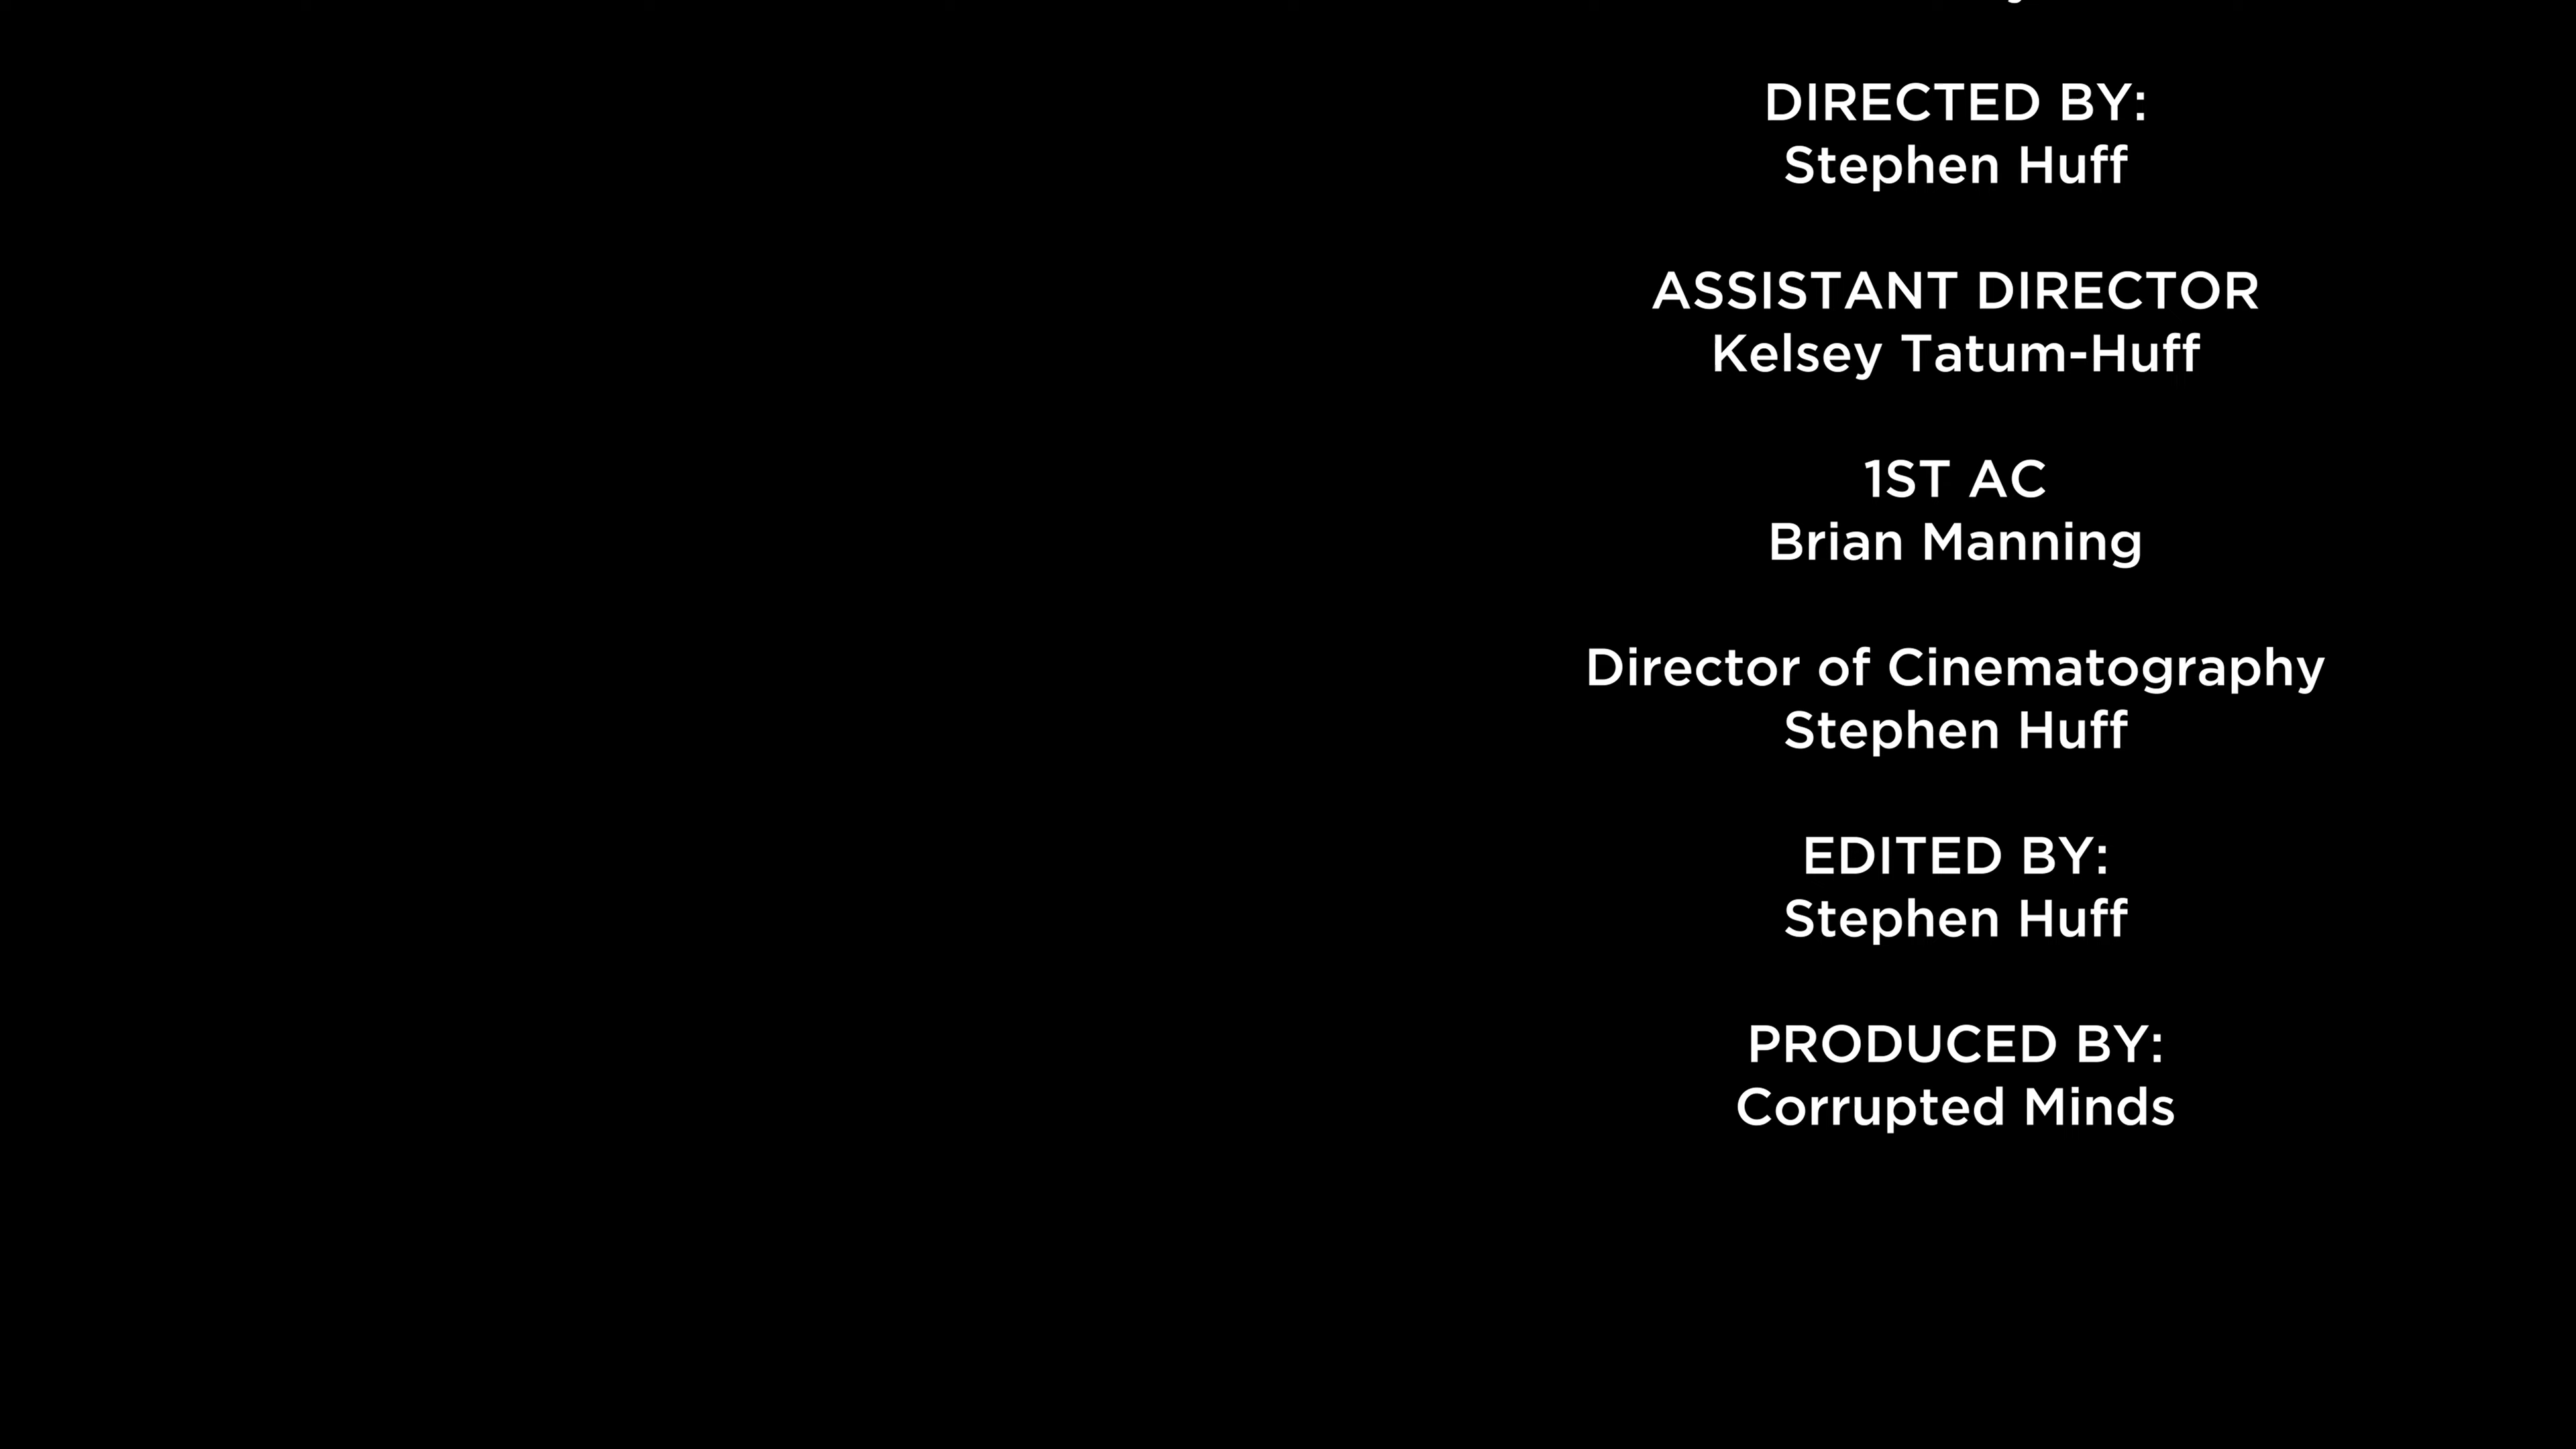 DIRECTED BY:
Stephen Huff
ASSISTANT DIRECTOR
Kelsey Tatum-Huff
1ST AC
Brian Manning
Director of Cinematography
Stephen Huff
EDITED BY:
Stephen Huff
PRODUCED BY:
Corrupted Minds